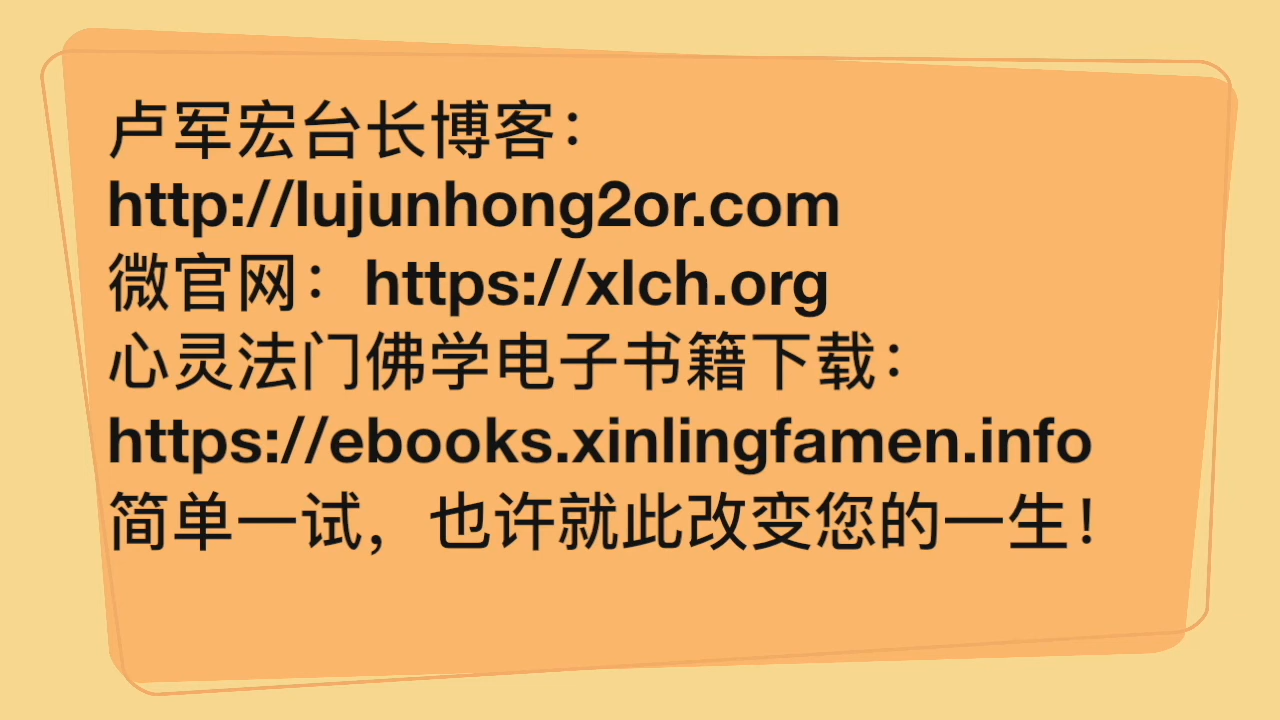 卢军宏台长博客：
http://lujunhong2or.com
微官网：https://xlch.org
心灵法门佛学电子书籍下载：
https://ebooks.xinlingfamen.info
简单一试，也许就此改变您的一生！